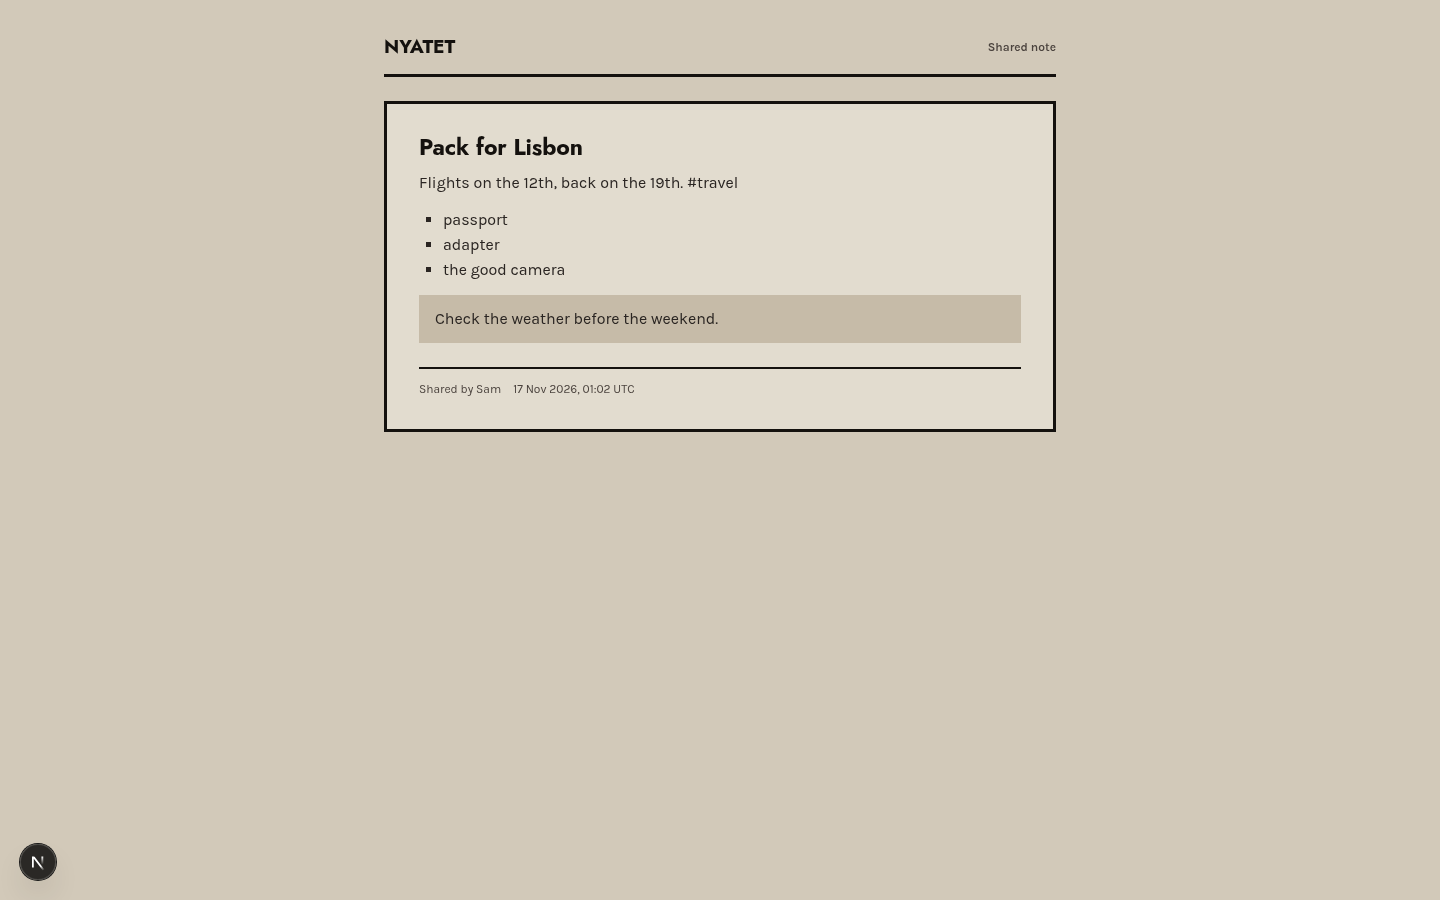 NYATET
Shared note
Pack for Lisbon
Flights on the 12th, back on the 19th. #travel
passport
adapter
the good camera
Check the weather before the weekend.
Shared by Sam 17 Nov 2026, 01:02 UTC
N